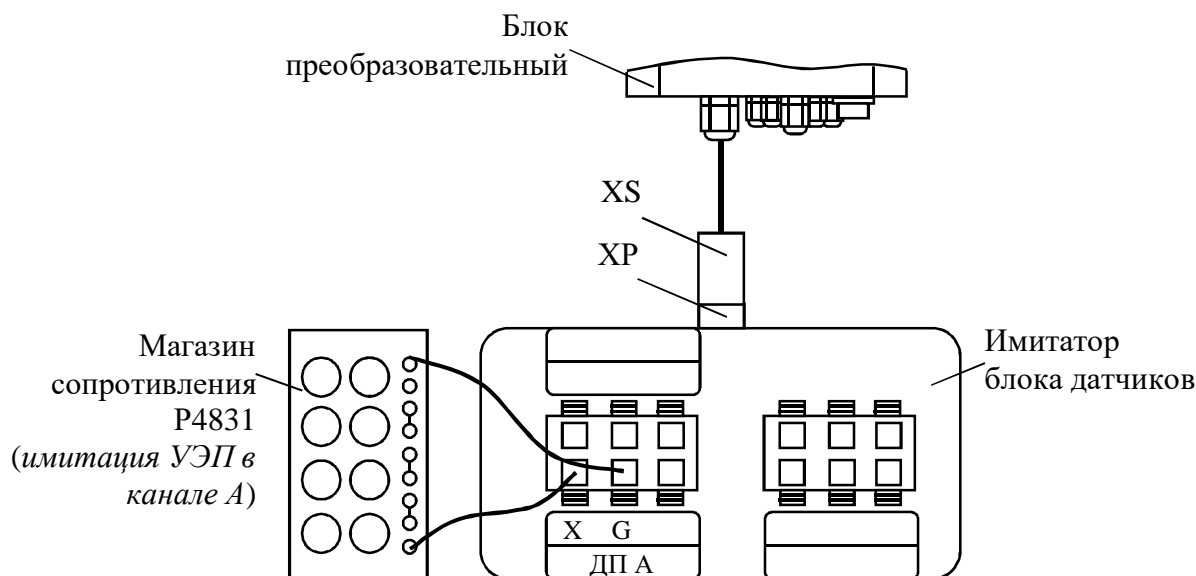 Блок
преобразовательный
XS
XP
Магазин
сопротивления
Р4831
(имитация УЭП в
канале А)
Имитатор
блока датчиков
X G
ДП А